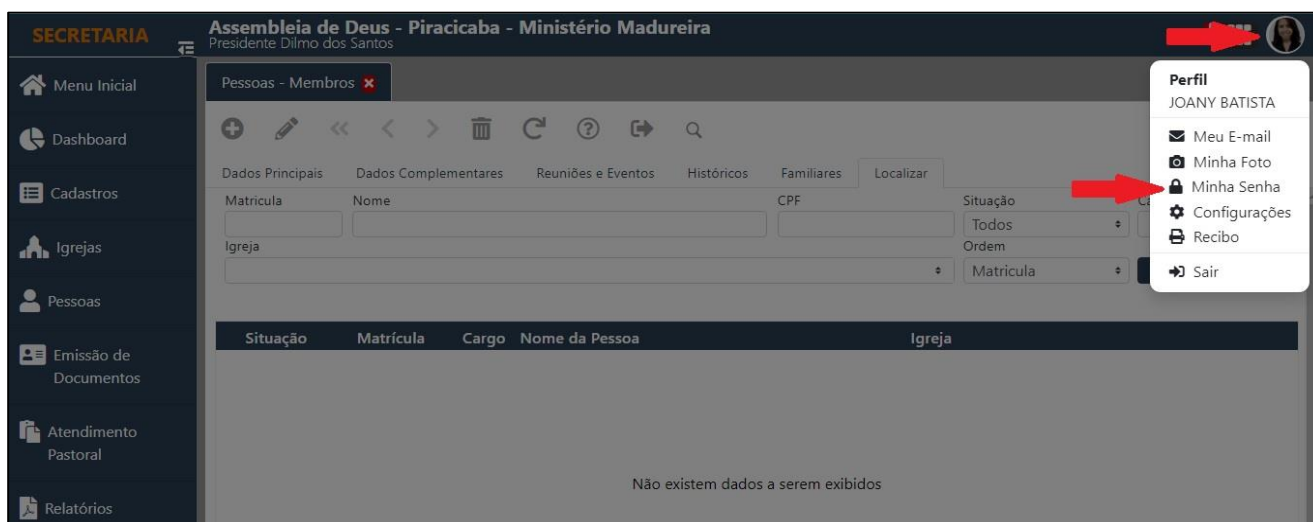 SECRETARIA
Assembleia de Deus - Piracicaba - Ministério Madureira
Presidente Dilmo dos Santos
Menu Inicial
Dashboard
Cadastros
Igrejas
Pessoas
Emissão de
Documentos
Atendimento
Pastoral
Relatórios
Pessoas - Membros
Dados Principais
Dados Complementares
Reuniões e Eventos
Históricos
Familiares
Localizar
Matricula
Nome
CPF
Situação
Todos
Igreja
Ordem
Matricula
Situação
Matrícula
Cargo
Nome da Pessoa
Igreja
Não existem dados a serem exibidos
Perfil
JOANY BATISTA
Meu E-mail
Minha Foto
Minha Senha
Configurações
Recibo
Sair